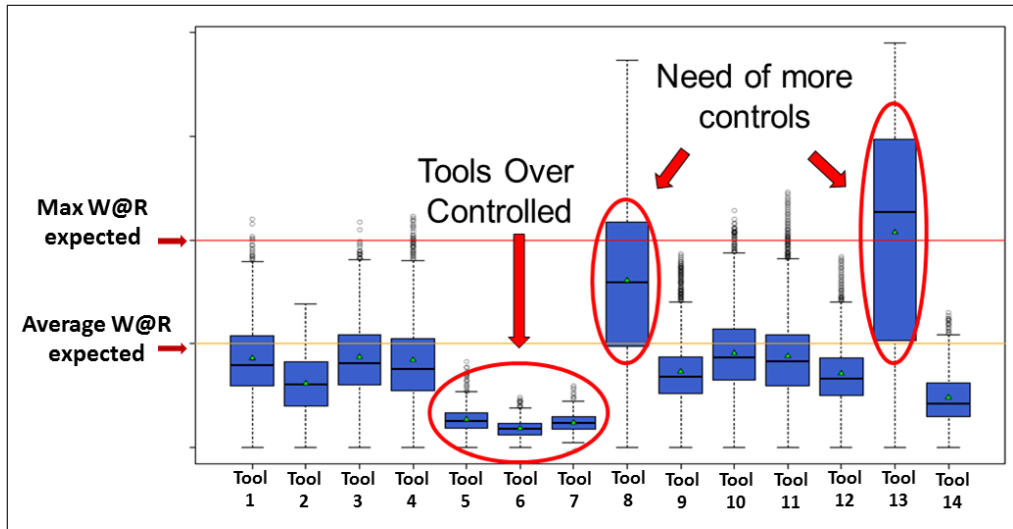 Need of more
controls
Tools Over
Controlled
Max W@R
expected
Average W@R
expected
Tool Tool Tool Tool Tool Tool Tool Tool Tool Tool Tool Tool Tool Tool
1 2 3 4 5 6 7 8 9 10 11 12 13 14